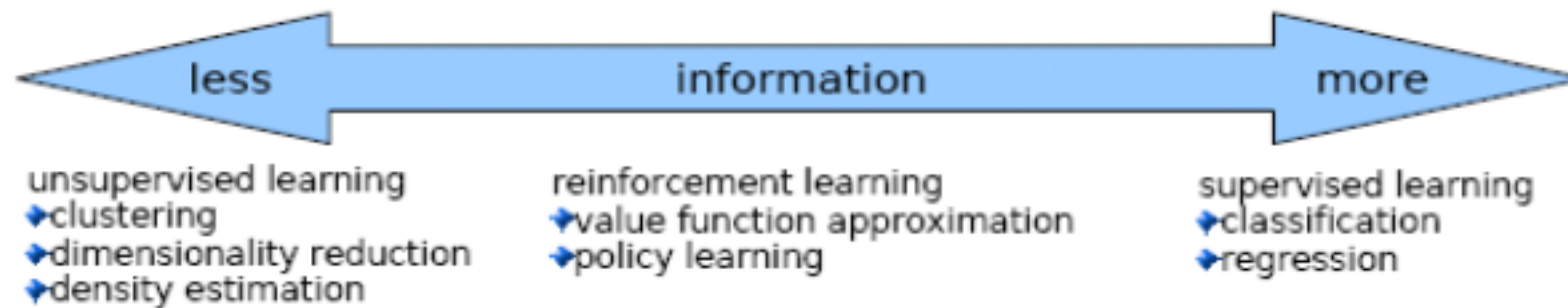 less information more
unsupervised learning
clustering
dimensionality reduction
density estimation
reinforcement learning
value function approximation
policy learning
supervised learning
classification
regression